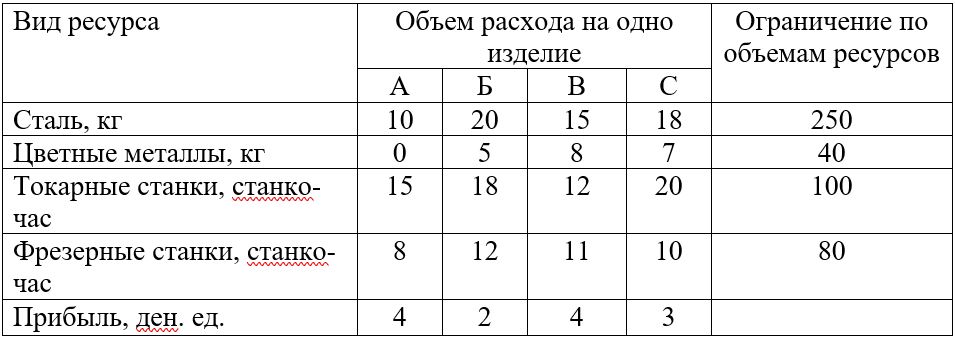 Вид ресурса Объем расхода на одно Ограничение по
изделие объемам ресурсов
А Б В С
Сталь, кг 10 20 15 18 250
Цветные металлы, кг 0 5 8 7 40
Токарные станки, станко- 15 18 12 20 100
час
Фрезерные станки, станко- 8 12 11 10 80
час
Прибыль, ден. ед. 4 2 4 3